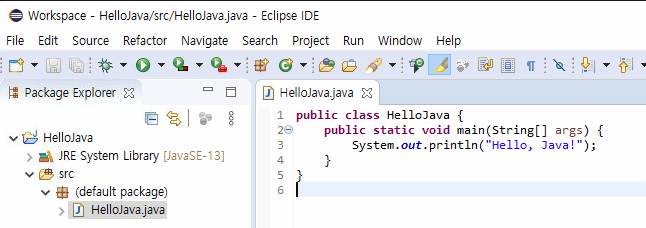 Workspace - HelloJava/src/HelloJava.java - Eclipse IDE
File Edit Source Refactor Navigate Search Project Run Window Help
Package Explorer
HelloJava
JRE System Library [JavaSE-13]
src
(default package)
HelloJava.java
HelloJava.java
1 public class HelloJava {
2 public static void main(String[] args) {
3 System.out.println("Hello, Java!");
4 }
5 }
6